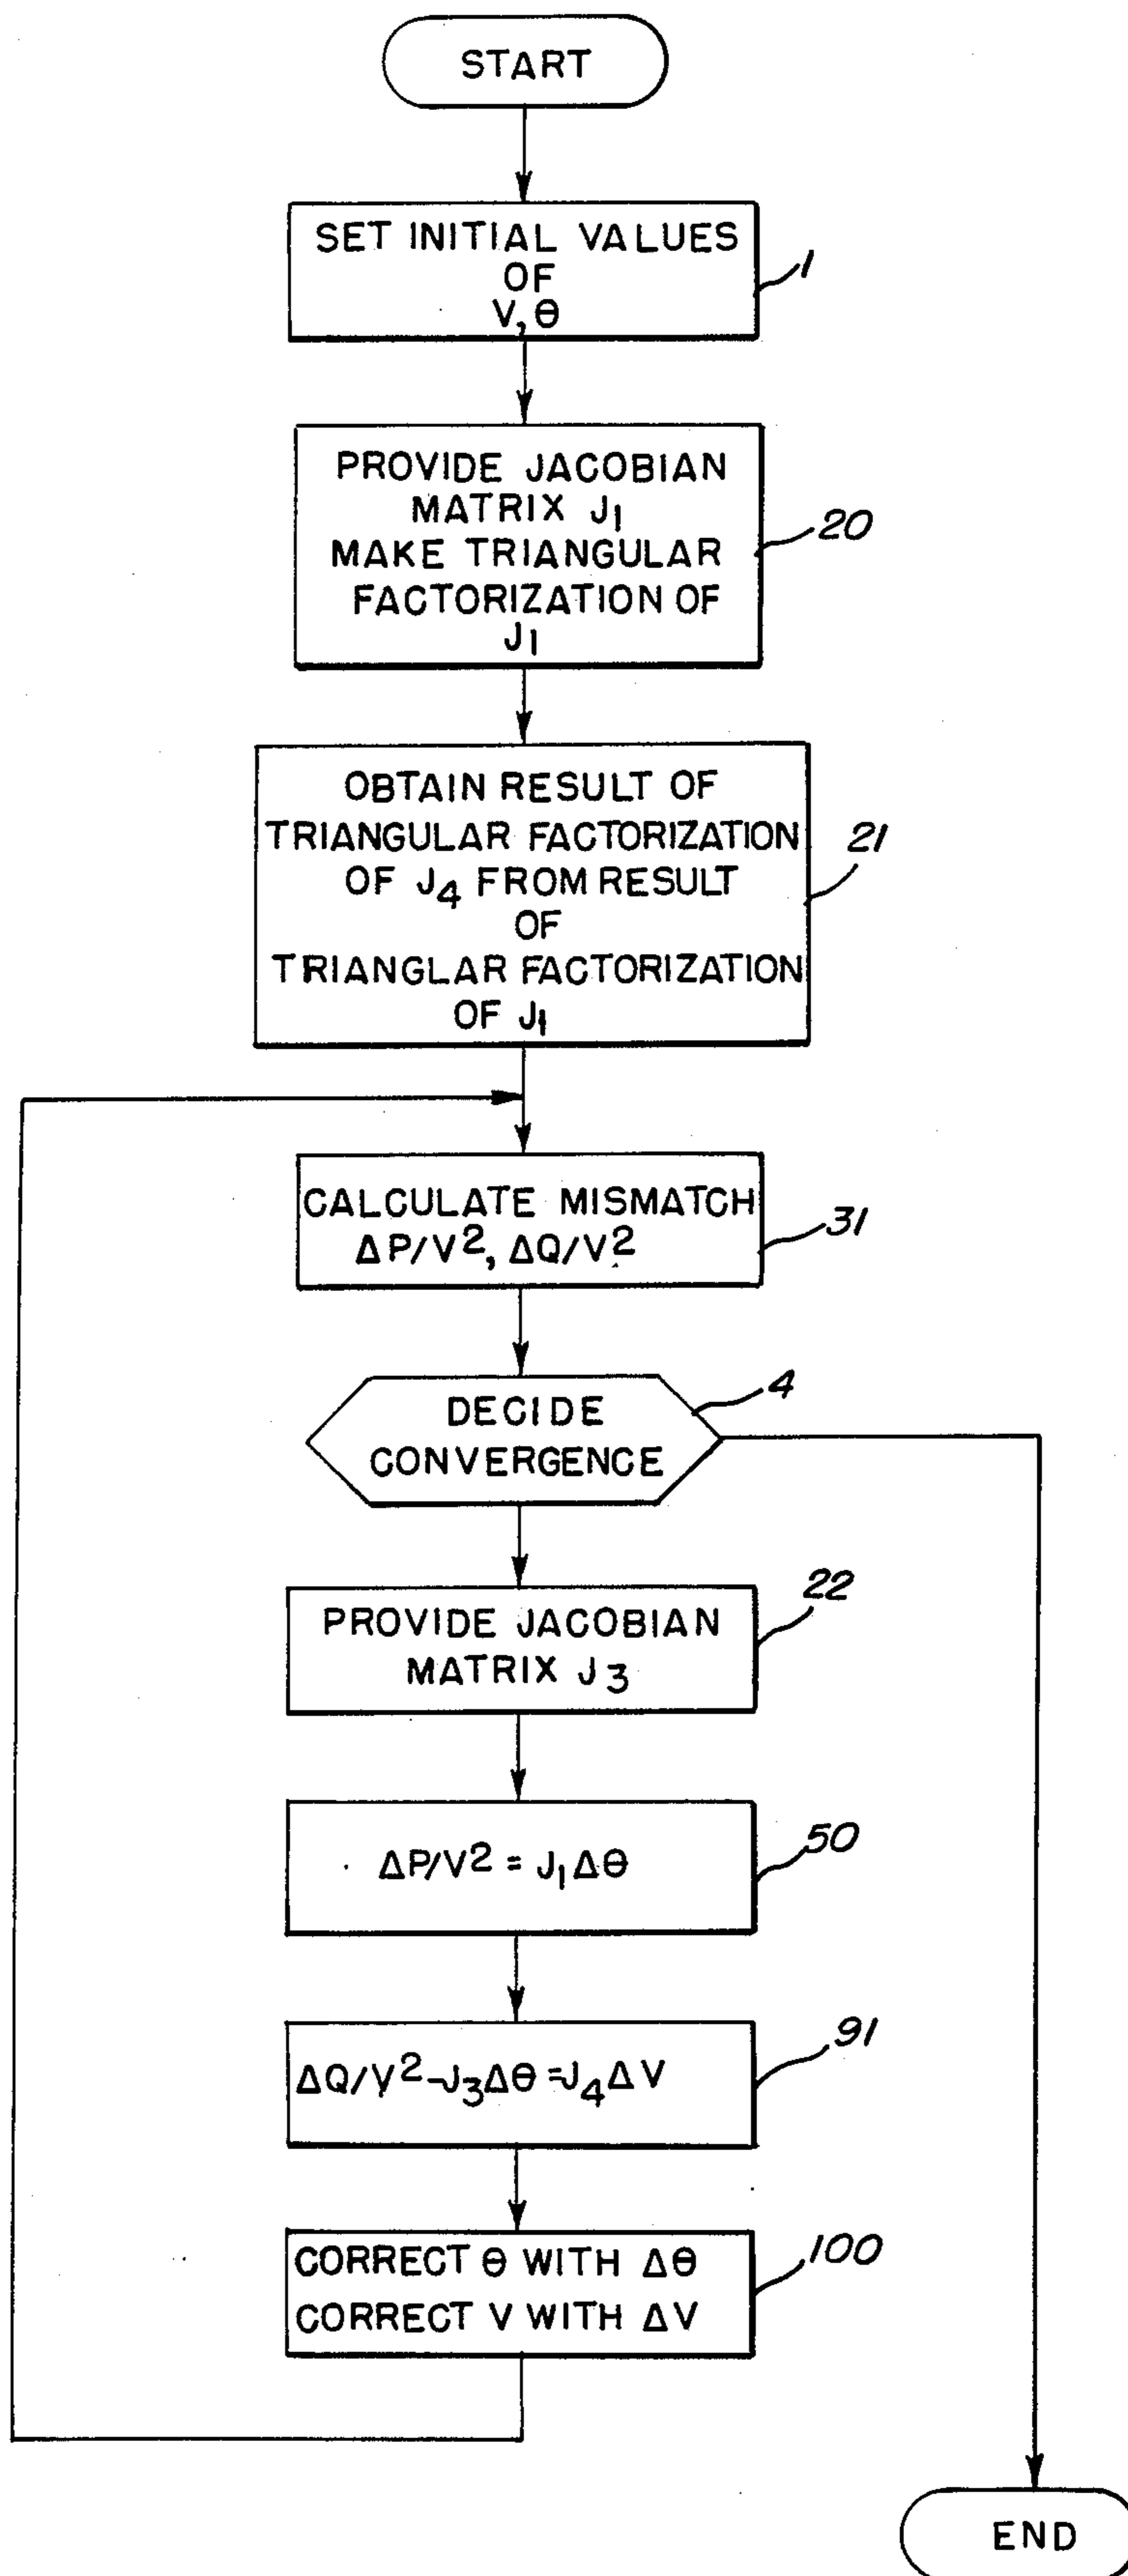 START
SET INITIAL VALUES
OF
V, θ
1
PROVIDE JACOBIAN
MATRIX J1
MAKE TRIANGULAR
FACTORIZATION OF
J1
20
OBTAIN RESULT OF
TRIANGULAR FACTORIZATION
OF J4 FROM RESULT
OF
TRIANGLAR FACTORIZATION
OF J1
21
CALCULATE MISMATCH
ΔP/V2, ΔQ/V2
31
DECIDE
CONVERGENCE
4
PROVIDE JACOBIAN
MATRIX J3
22
ΔP/V2 = J1Δθ
50
ΔQ/V2-J3Δθ=J4ΔV
91
CORRECT θ WITH Δθ
CORRECT V WITH ΔV
100
END